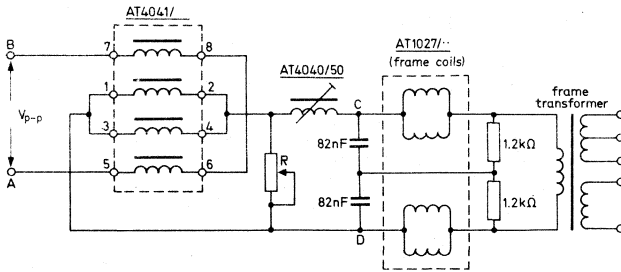 AT4041/
B
7
8
1
2
V p-p
3
4
A
5
6
AT4040/50
R
C
82nF
82nF
D
AT1027/··
(frame coils)
1.2kΩ
1.2kΩ
frame
transformer